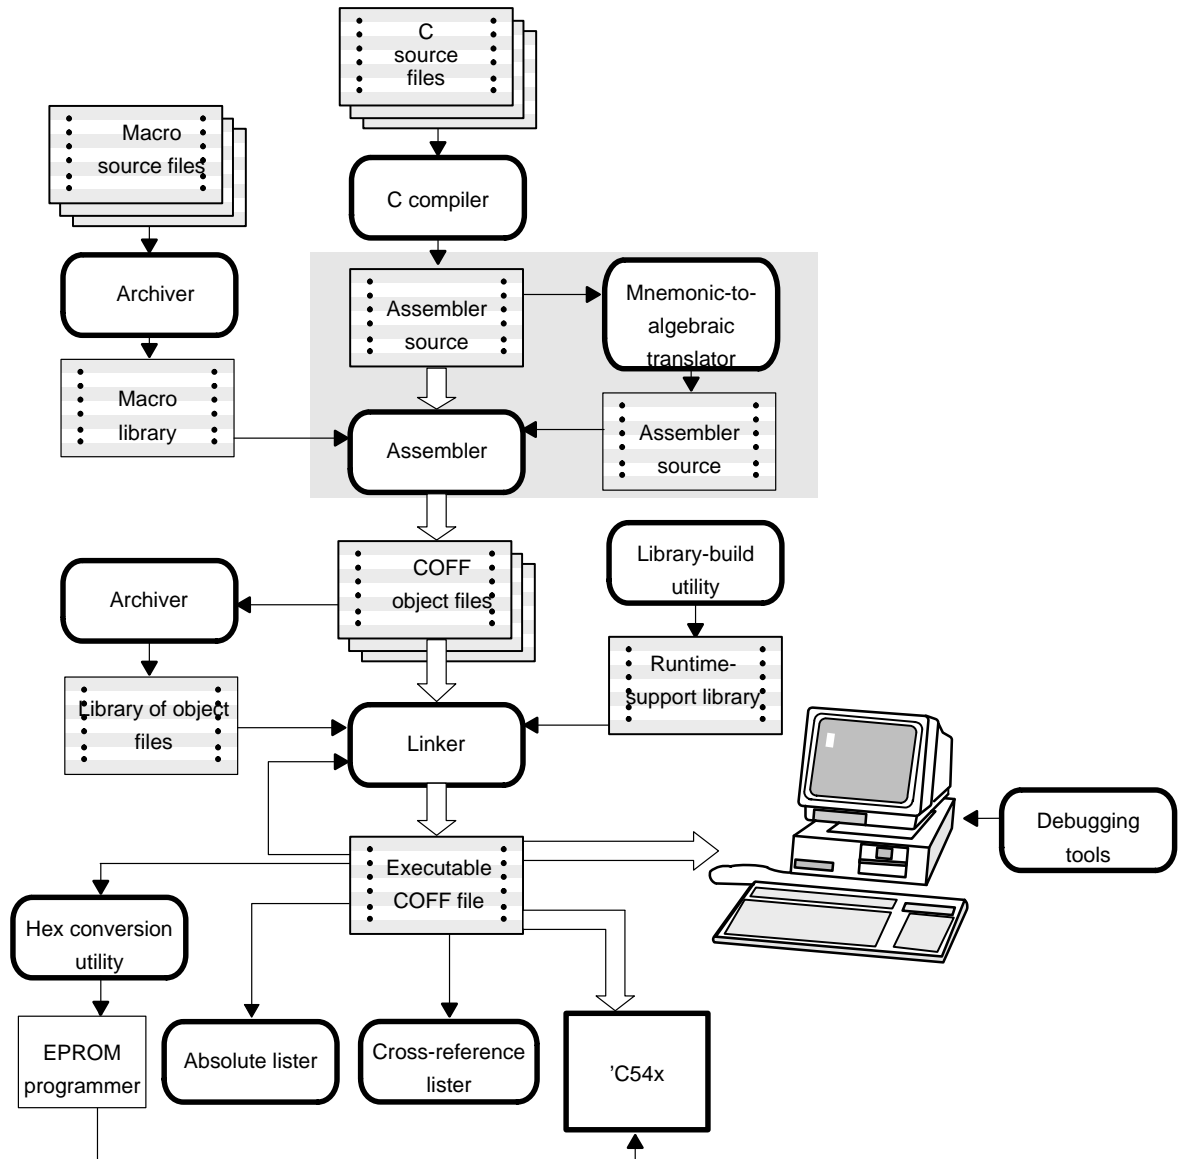 C
source
files
Macro
source files
C compiler
Archiver
Assembler
source
Mnemonic-to-
algebraic
translator
Macro
library
Assembler
Assembler
source
COFF
object files
Library-build
utility
Archiver
Runtime-
support library
Library of object
files
Linker
Debugging
tools
Executable
COFF file
Hex conversion
utility
EPROM
programmer
Absolute lister
Cross-reference
lister
’C54x